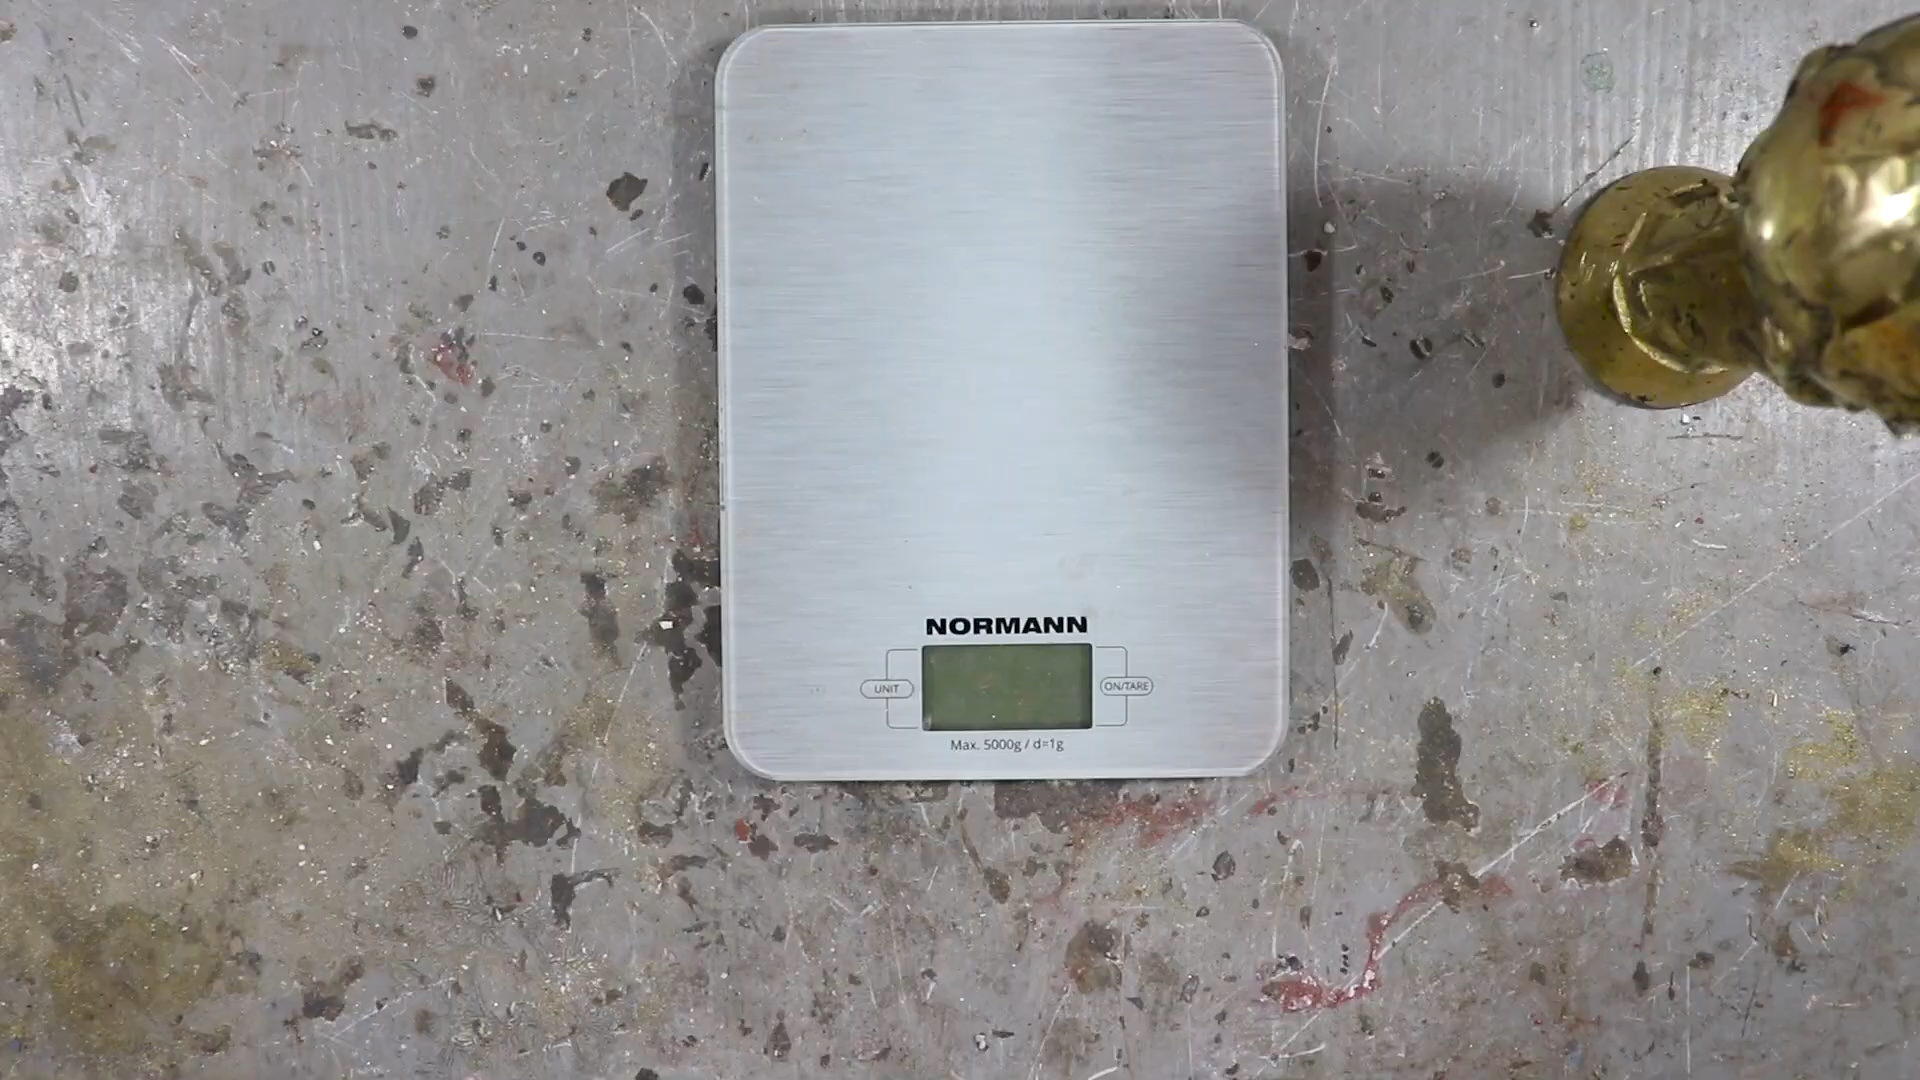 NORMANN
UNIT
ON/TARE
Max. 5000g / d=1g